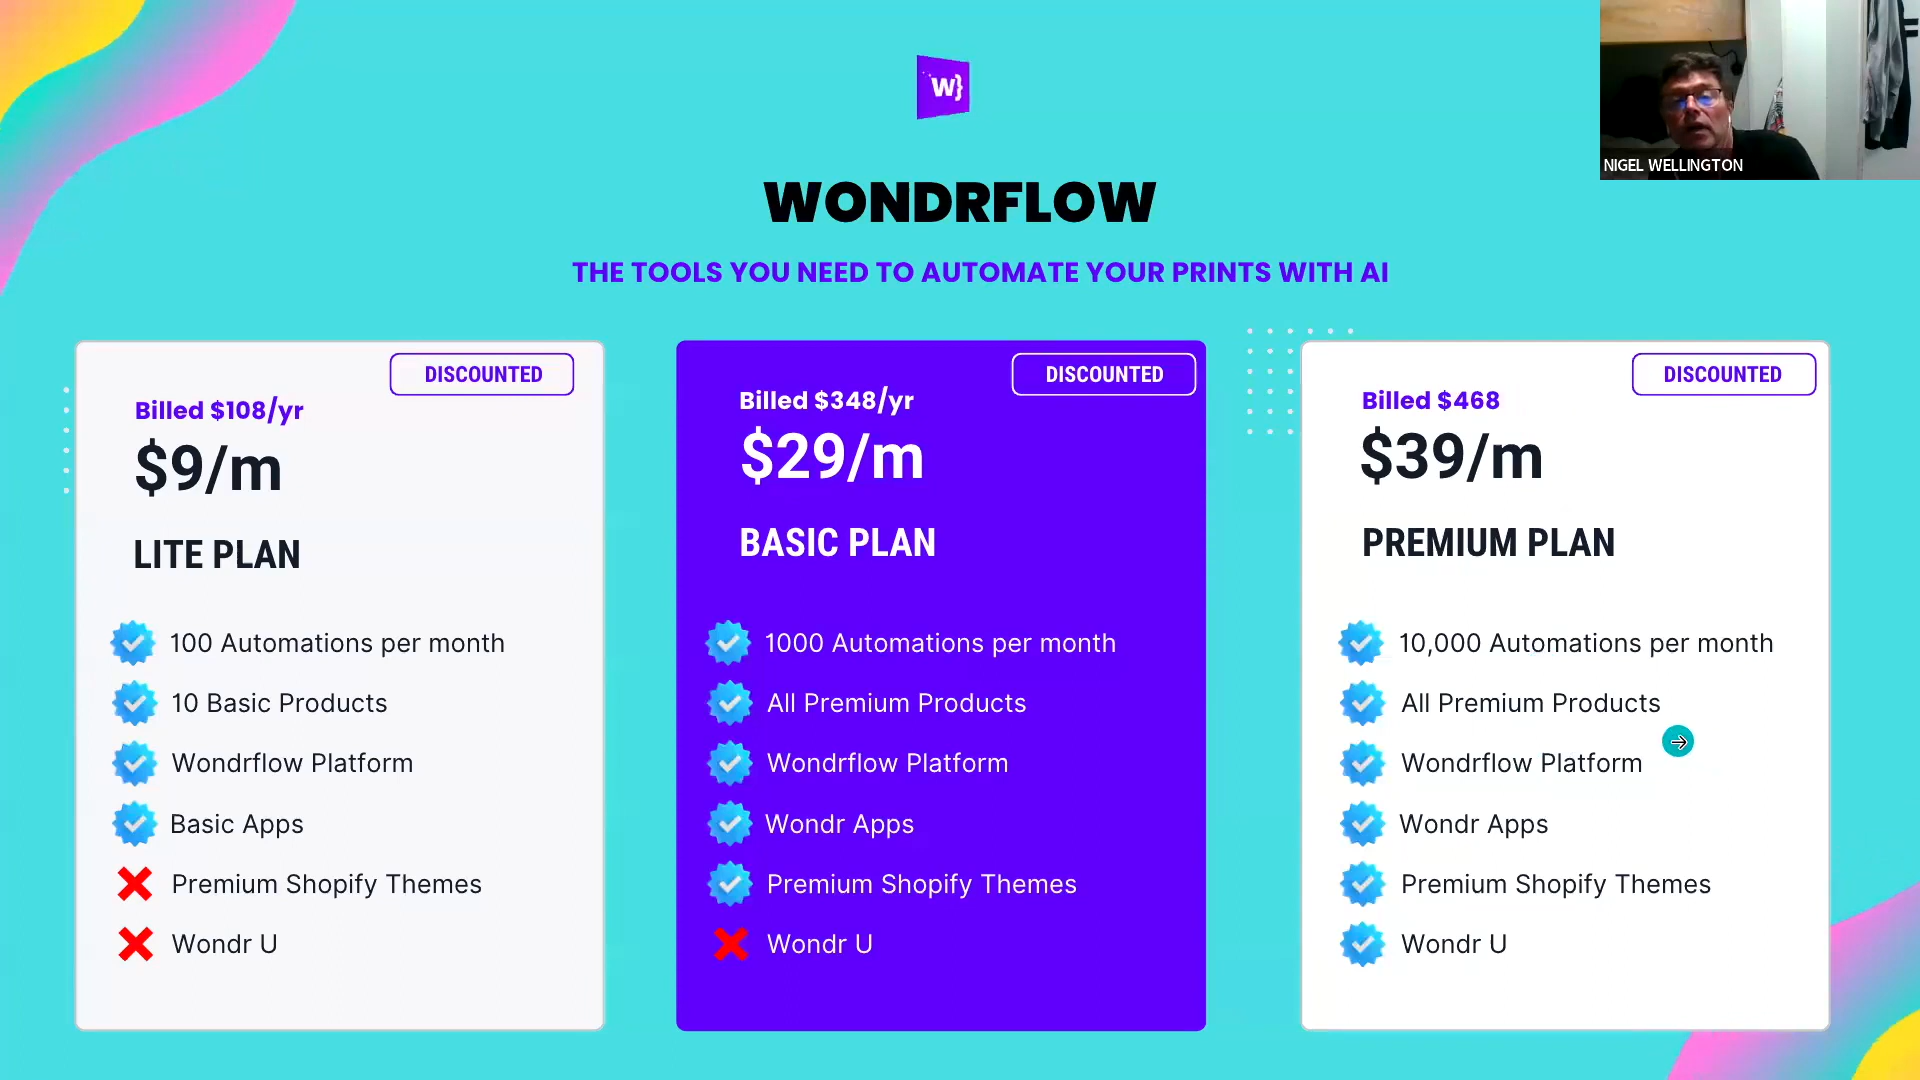 W}
NIGEL WELLINGTON
WONDRFLOW
THE TOOLS YOU NEED TO AUTOMATE YOUR PRINTS WITH AI
DISCOUNTED
Billed $108/yr
$9/m
LITE PLAN
100 Automations per month
10 Basic Products
Wondrflow Platform
Basic Apps
Premium Shopify Themes
Wondr U
DISCOUNTED
Billed $348/yr
$29/m
BASIC PLAN
1000 Automations per month
All Premium Products
Wondrflow Platform
Wondr Apps
Premium Shopify Themes
Wondr U
DISCOUNTED
Billed $468
$39/m
PREMIUM PLAN
10,000 Automations per month
All Premium Products
Wondrflow Platform
Wondr Apps
Premium Shopify Themes
Wondr U